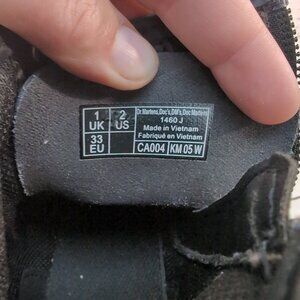 1 UK
2 US
33 EU
Dr.Martens,Doc's,DM's,Doc Martens
1460 J
Made in Vietnam
Fabriqué en Vietnam
CA004
KM 05 W